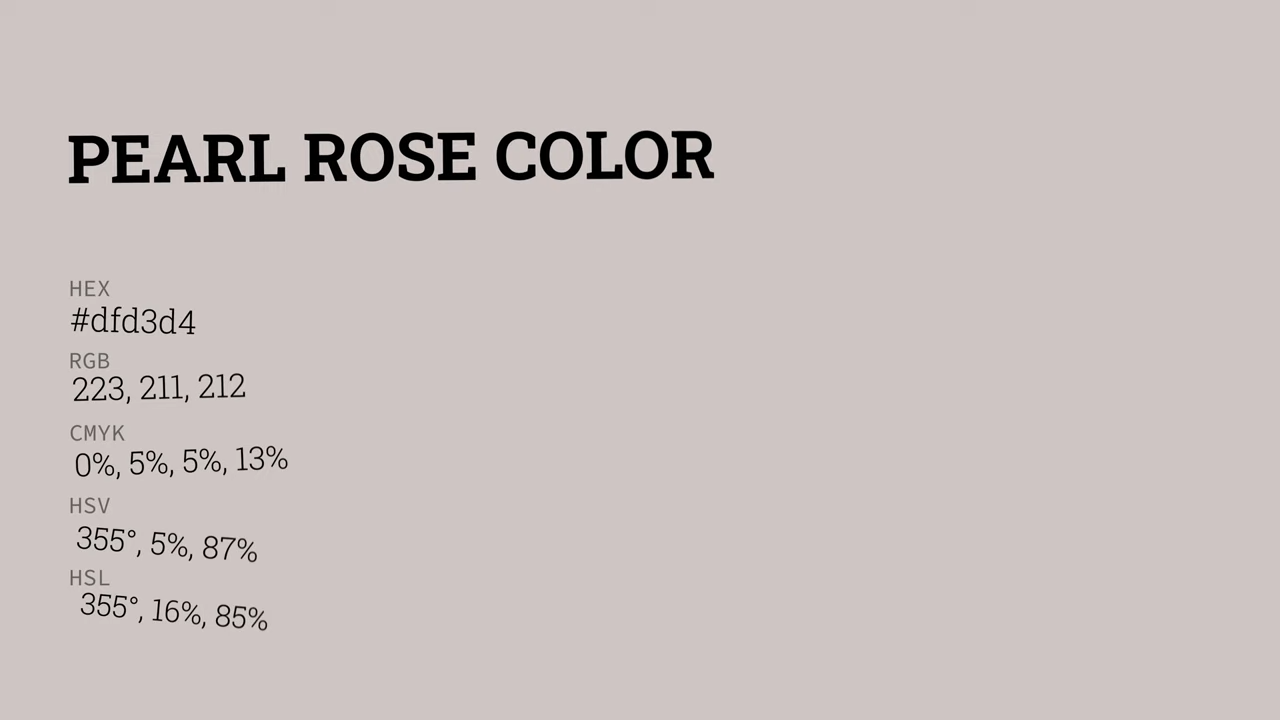 PEARL ROSE COLOR
HEX
#dfd3d4
RGB
223, 211, 212
CMYK
0%, 5%, 5%, 13%
HSV
355°, 5%, 87%
HSL
355°, 16%, 85%